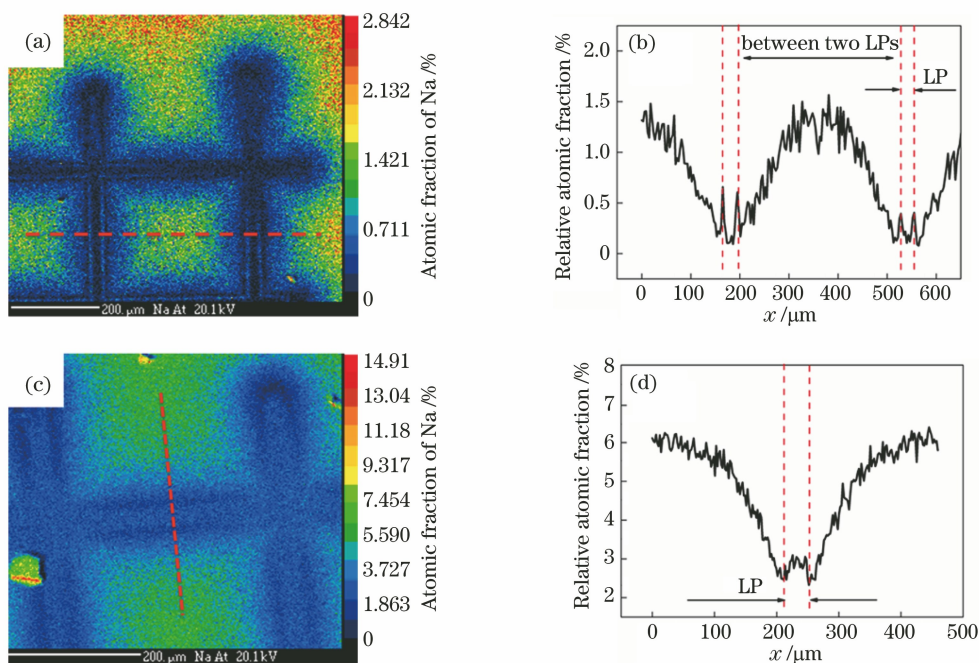 (a)
2.842
2.132
1.421
0.711
0
Atomic fraction of Na /%
200. µm Na At 20.1 kV
(b)
2.0
1.5
1.0
0.5
0
Relative atomic fraction /%
between two LPs
LP
0 100 200 300 400 500 600
x /µm
(c)
14.91
13.04
11.18
9.317
7.454
5.590
3.727
1.863
0
Atomic fraction of Na /%
200. µm Na At 20.1 kV
(d)
8
7
6
5
4
3
2
Relative atomic fraction /%
LP
0 100 200 300 400 500
x /µm